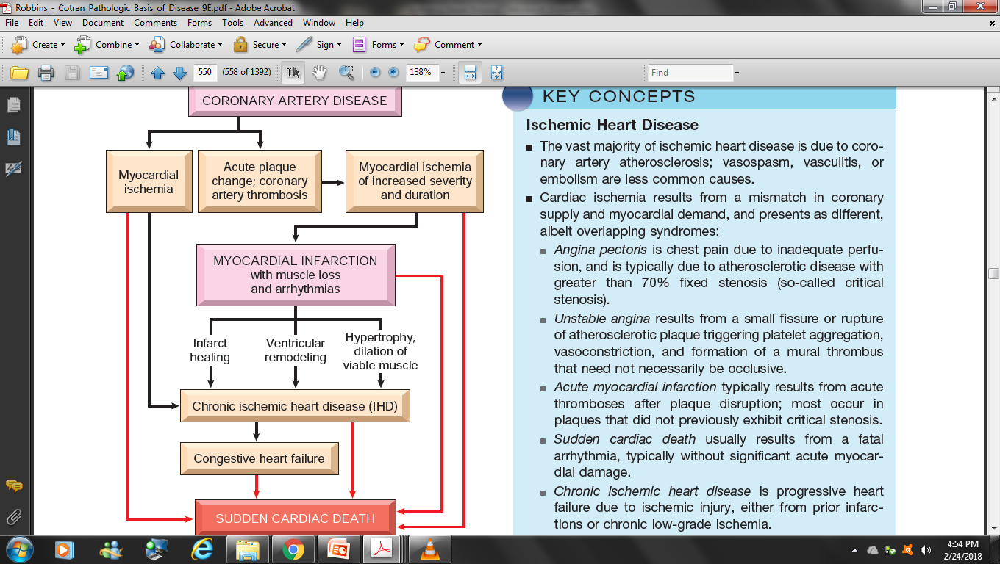 Robbins_-_Cotran_Pathologic_Basis_of_Disease_9E.pdf - Adobe Acrobat
File Edit View Document Comments Forms Tools Advanced Window Help
Create Combine Collaborate Secure Sign Forms Comment
550 (558 of 1392) 138% Find
CORONARY ARTERY DISEASE
Myocardial
ischemia
Acute plaque
change; coronary
artery thrombosis
Myocardial ischemia
of increased severity
and duration
MYOCARDIAL INFARCTION
with muscle loss
and arrhythmias
Infarct
healing
Ventricular
remodeling
Hypertrophy,
dilation of
viable muscle
Chronic ischemic heart disease (IHD)
Congestive heart failure
SUDDEN CARDIAC DEATH
KEY CONCEPTS
Ischemic Heart Disease
■ The vast majority of ischemic heart disease is due to coro-
nary artery atherosclerosis; vasospasm, vasculitis, or
embolism are less common causes.
■ Cardiac ischemia results from a mismatch in coronary
supply and myocardial demand, and presents as different,
albeit overlapping syndromes:
■ Angina pectoris is chest pain due to inadequate perfu-
sion, and is typically due to atherosclerotic disease with
greater than 70% fixed stenosis (so-called critical
stenosis).
■ Unstable angina results from a small fissure or rupture
of atherosclerotic plaque triggering platelet aggregation,
vasoconstriction, and formation of a mural thrombus
that need not necessarily be occlusive.
■ Acute myocardial infarction typically results from acute
thromboses after plaque disruption; most occur in
plaques that did not previously exhibit critical stenosis.
■ Sudden cardiac death usually results from a fatal
arrhythmia, typically without significant acute myocar-
dial damage.
■ Chronic ischemic heart disease is progressive heart
failure due to ischemic injury, either from prior infarc-
tions or chronic low-grade ischemia.
4:54 PM
2/24/2018